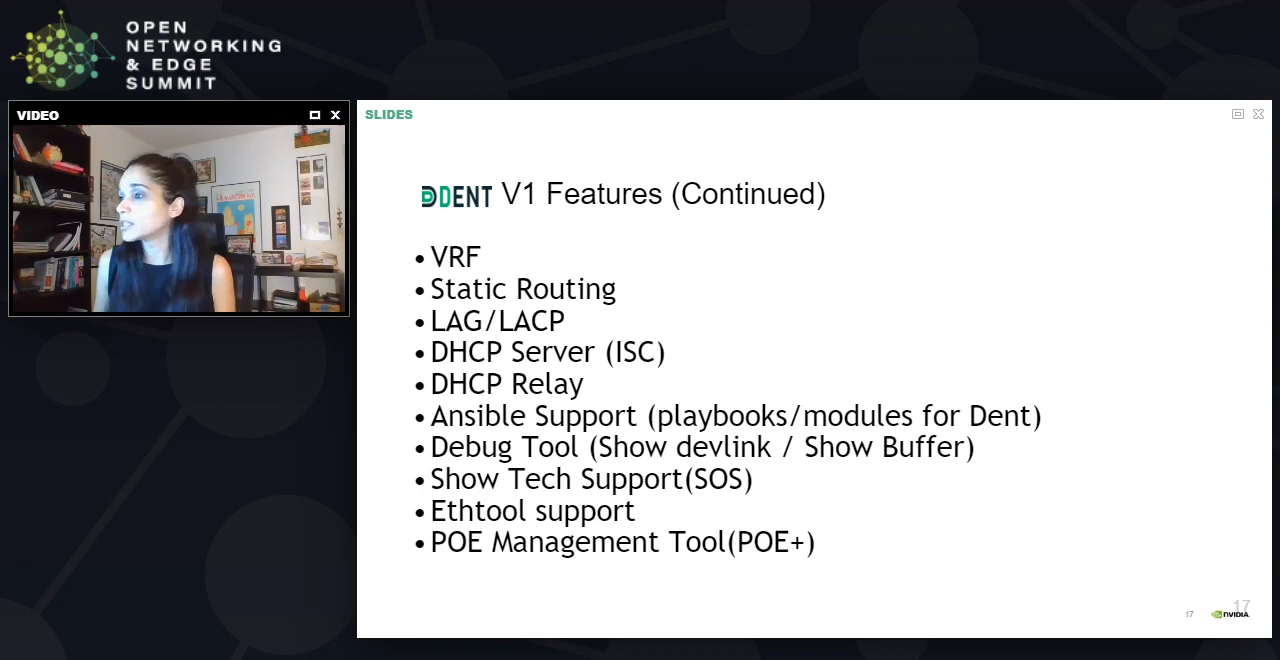 OPEN
NETWORKING
& EDGE
SUMMIT
VIDEO
SLIDES
DENT V1 Features (Continued)
• VRF
• Static Routing
• LAG/LACP
• DHCP Server (ISC)
• DHCP Relay
• Ansible Support (playbooks/modules for Dent)
• Debug Tool (Show devlink / Show Buffer)
• Show Tech Support(SOS)
• Ethtool support
• POE Management Tool(POE+)
17
17
NVIDIA